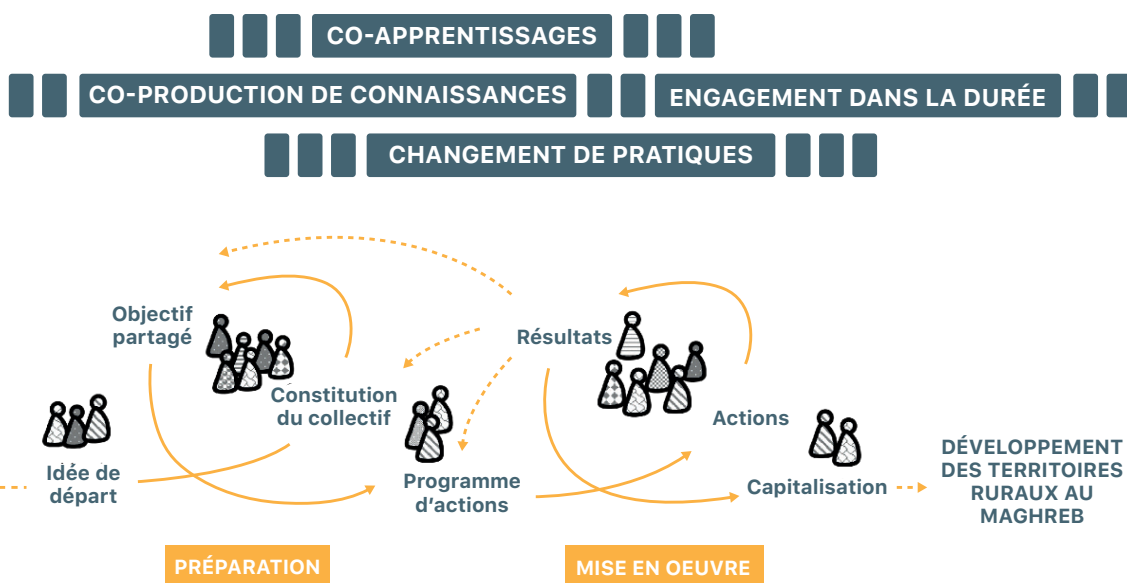 CO-APPRENTISSAGES
CO-PRODUCTION DE CONNAISSANCES
ENGAGEMENT DANS LA DURÉE
CHANGEMENT DE PRATIQUES
Objectif
partagé
Résultats
Constitution
du collectif
Actions
Idée de
départ
Programme
d'actions
Capitalisation
DÉVELOPPEMENT
DES TERRITOIRES
RURAUX AU
MAGHREB
PRÉPARATION
MISE EN OEUVRE